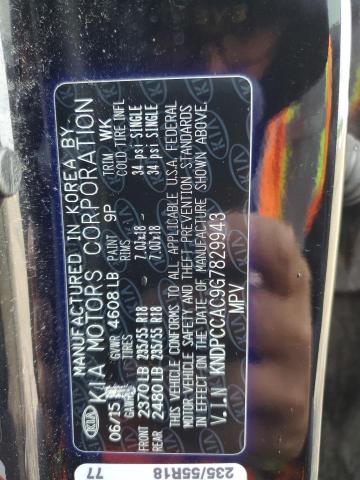 MANUFACTURED IN KOREA BY
KIA MOTORS CORPORATION
06/15 GVWR 4608LB PAINT 9P TRIM WK
GAWR RIMS COLD TIRE INFL
FRONT 2370LB 235/55 R18 7.0Jx18 34 psi SINGLE
REAR 2480LB 235/55 R18 7.0Jx18 34 psi SINGLE
THIS VEHICLE CONFORMS TO ALL APPLICABLE U.S.A. FEDERAL
MOTOR VEHICLE SAFETY AND THEFT PREVENTION STANDARDS
IN EFFECT ON THE DATE OF MANUFACTURE SHOWN ABOVE.
V.I.N KNDPCCAC9G7829943
MPV
KIA
235/55R18
77